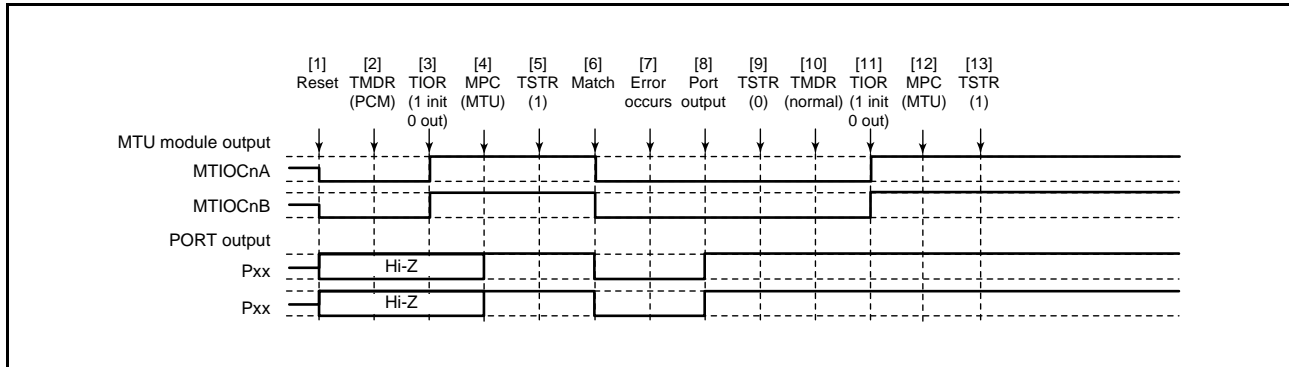 [1] [2] [3] [4] [5] [6] [7] [8] [9] [10] [11] [12] [13]
Reset TMDR TIOR MPC TSTR Match Error Port TSTR TMDR TIOR MPC TSTR
(PCM) (1 init (MTU) (1) occurs output (0) (normal) (1 init (MTU) (1)
0 out) 0 out)
MTU module output
MTIOCnA
MTIOCnB
PORT output
Pxx Hi-Z
Pxx Hi-Z